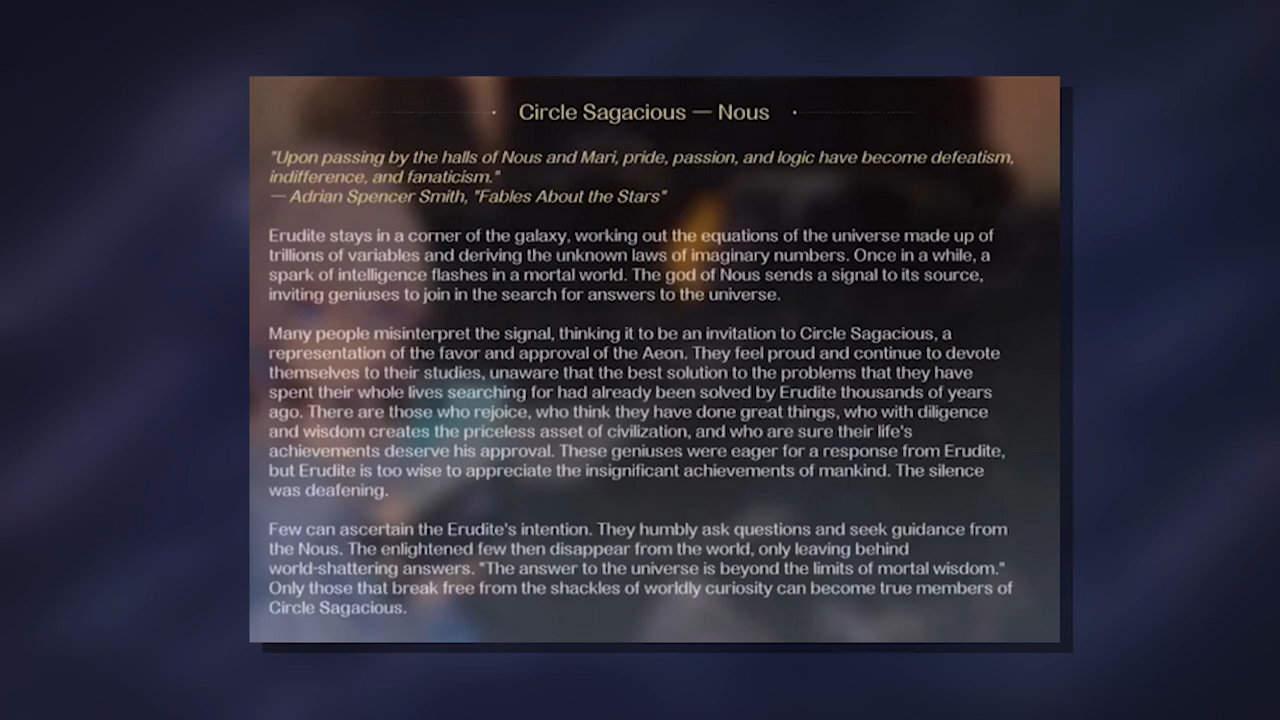 Circle Sagacious — Nous
"Upon passing by the halls of Nous and Mari, pride, passion, and logic have become defeatism,
indifference, and fanaticism."
— Adrian Spencer Smith, "Fables About the Stars"
Erudite stays in a corner of the galaxy, working out the equations of the universe made up of
trillions of variables and deriving the unknown laws of imaginary numbers. Once in a while, a
spark of intelligence flashes in a mortal world. The god of Nous sends a signal to its source,
inviting geniuses to join in the search for answers to the universe.
Many people misinterpret the signal, thinking it to be an invitation to Circle Sagacious, a
representation of the favor and approval of the Aeon. They feel proud and continue to devote
themselves to their studies, unaware that the best solution to the problems that they have
spent their whole lives searching for had already been solved by Erudite thousands of years
ago. There are those who rejoice, who think they have done great things, who with diligence
and wisdom creates the priceless asset of civilization, and who are sure their life's
achievements deserve his approval. These geniuses were eager for a response from Erudite,
but Erudite is too wise to appreciate the insignificant achievements of mankind. The silence
was deafening.
Few can ascertain the Erudite's intention. They humbly ask questions and seek guidance from
the Nous. The enlightened few then disappear from the world, only leaving behind
world-shattering answers. "The answer to the universe is beyond the limits of mortal wisdom."
Only those that break free from the shackles of worldly curiosity can become true members of
Circle Sagacious.